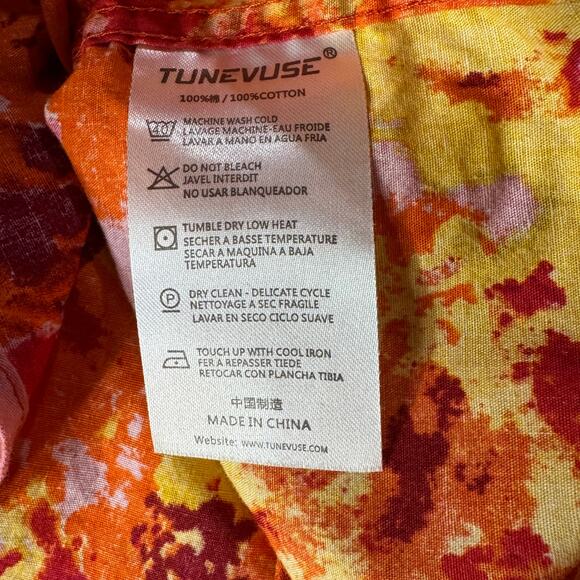 TUNEVUSE®
100%棉 / 100%COTTON
40
MACHINE WASH COLD
LAVAGE MACHINE-EAU FROIDE
LAVAR A MANO EN AGUA FRIA
DO NOT BLEACH
JAVEL INTERDIT
NO USAR BLANQUEADOR
TUMBLE DRY LOW HEAT
SECHER A BASSE TEMPERATURE
SECAR A MAQUINA A BAJA
TEMPERATURA
P
DRY CLEAN - DELICATE CYCLE
NETTOYAGE A SEC FRAGILE
LAVAR EN SECO CICLO SUAVE
TOUCH UP WITH COOL IRON
FER A REPASSER TIEDE
RETOCAR CON PLANCHA TIBIA
中国制造
MADE IN CHINA
Website: WWW.TUNEVUSE.COM